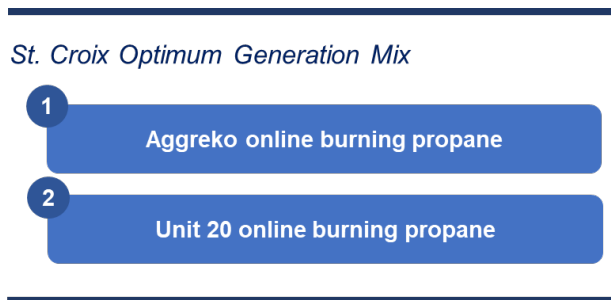 St. Croix Optimum Generation Mix
1
Aggreko online burning propane
2
Unit 20 online burning propane